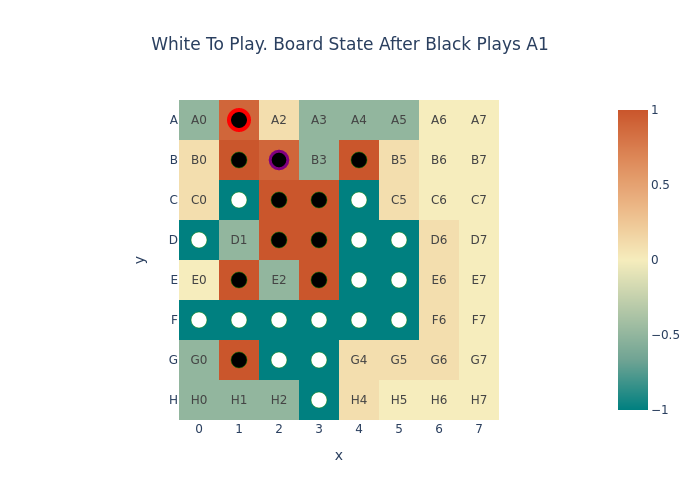 White To Play. Board State After Black Plays A1
A A0 A2 A3 A4 A5 A6 A7
B B0 B3 B5 B6 B7
C C0 C5 C6 C7
D D1 D6 D7
E E0 E2 E6 E7
F F6 F7
G G0 G4 G5 G6 G7
H H0 H1 H2 H4 H5 H6 H7
0 1 2 3 4 5 6 7
x
y
1
0.5
0
−0.5
−1